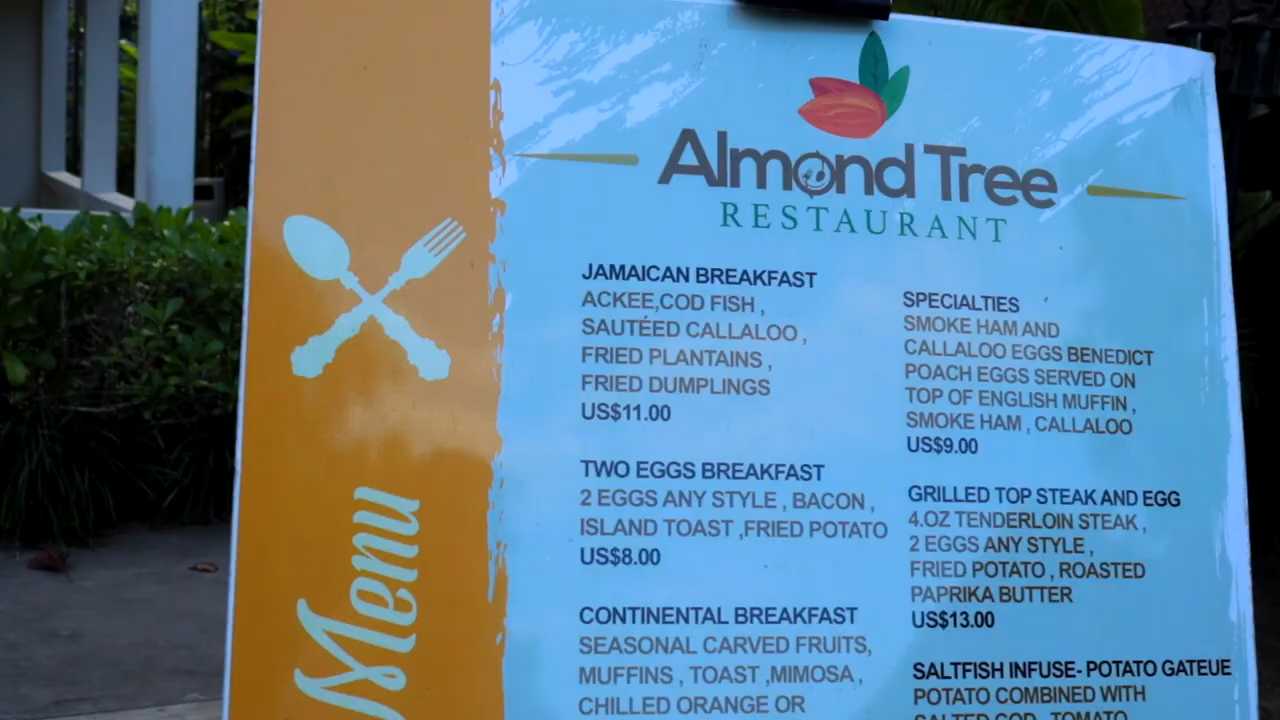 Almond Tree
RESTAURANT
Menu
JAMAICAN BREAKFAST
ACKEE,COD FISH ,
SAUTÉED CALLALOO ,
FRIED PLANTAINS ,
FRIED DUMPLINGS
US$11.00
TWO EGGS BREAKFAST
2 EGGS ANY STYLE , BACON ,
ISLAND TOAST ,FRIED POTATO
US$8.00
CONTINENTAL BREAKFAST
SEASONAL CARVED FRUITS,
MUFFINS , TOAST ,MIMOSA ,
CHILLED ORANGE OR
SPECIALTIES
SMOKE HAM AND
CALLALOO EGGS BENEDICT
POACH EGGS SERVED ON
TOP OF ENGLISH MUFFIN ,
SMOKE HAM , CALLALOO
US$9.00
GRILLED TOP STEAK AND EGG
4.OZ TENDERLOIN STEAK ,
2 EGGS ANY STYLE ,
FRIED POTATO , ROASTED
PAPRIKA BUTTER
US$13.00
SALTFISH INFUSE- POTATO GATEUE
POTATO COMBINED WITH
SALTED COD , TOMATO